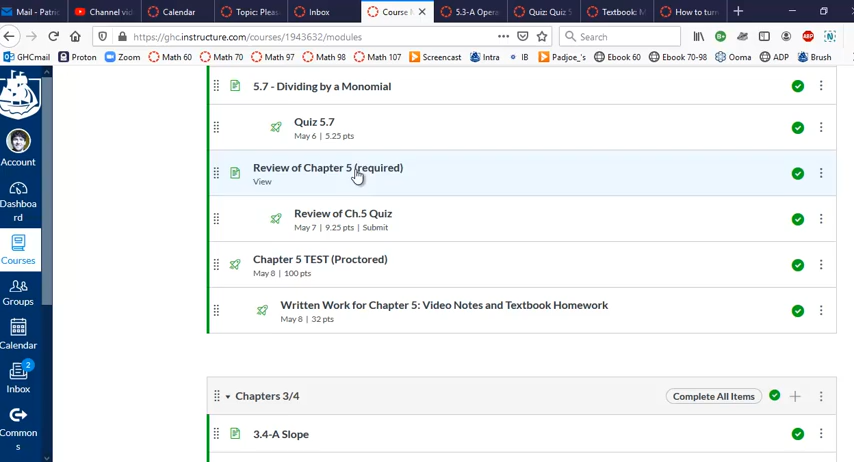 Mail - Patri
Channel vid
Calendar
Topic: Pleas
Inbox
Course
5.3-A Opera
Quiz: Quiz 5
Textbook: M
How to turn
https://ghc.instructure.com/courses/1943632/modules
Search
GHCmail
Proton
Zoom
Math 60
Math 70
Math 97
Math 98
Math 107
Screencast
Intra
IB
Padjoe_'s
Ebook 60
Ebook 70-98
Ooma
ADP
Brush
Account
Dashboa
rd
Courses
Groups
Calendar
2
Inbox
Common
s
5.7 - Dividing by a Monomial
Quiz 5.7
May 6 | 5.25 pts
Review of Chapter 5 (required)
View
Review of Ch.5 Quiz
May 7 | 9.25 pts | Submit
Chapter 5 TEST (Proctored)
May 8 | 100 pts
Written Work for Chapter 5: Video Notes and Textbook Homework
May 8 | 32 pts
Chapters 3/4
Complete All Items
3.4-A Slope